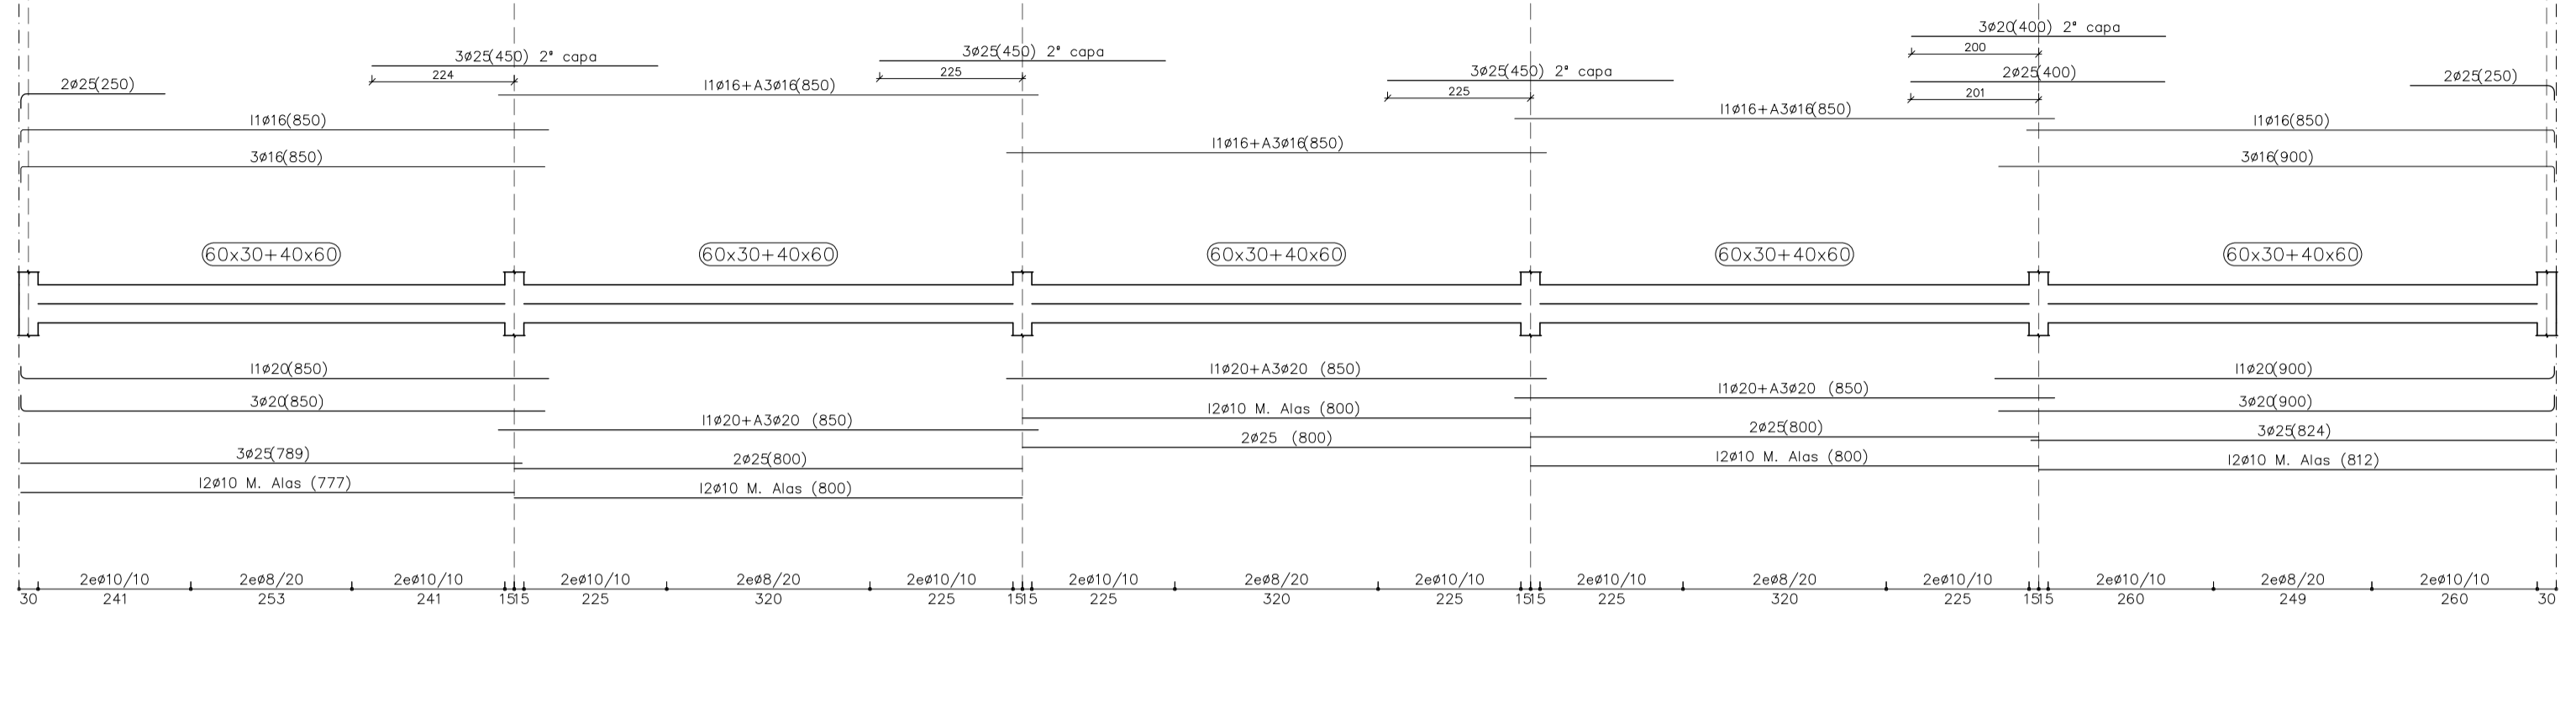 3ø20(400) 2ª capa
200
3ø25(450) 2ª capa
224
3ø25(450) 2ª capa
225
3ø25(450) 2ª capa
225
2ø25(400)
201
2ø25(250)
2ø25(250)
I1ø16+A3ø16(850)
I1ø16+A3ø16(850)
I1ø16(850)
I1ø16(850)
I1ø16+A3ø16(850)
3ø16(850)
3ø16(900)
60x30+40x60
60x30+40x60
60x30+40x60
60x30+40x60
60x30+40x60
I1ø20(850)
I1ø20+A3ø20 (850)
I1ø20(900)
I1ø20+A3ø20 (850)
3ø20(850)
3ø20(900)
I2ø10 M. Alas (800)
I1ø20+A3ø20 (850)
2ø25(800)
3ø25(824)
2ø25 (800)
3ø25(789)
2ø25(800)
I2ø10 M. Alas (800)
I2ø10 M. Alas (812)
I2ø10 M. Alas (777)
I2ø10 M. Alas (800)
2eø10/10 2eø8/20 2eø10/10 2eø10/10 2eø8/20 2eø10/10 2eø10/10 2eø8/20 2eø10/10 2eø10/10 2eø8/20 2eø10/10 2eø10/10 2eø8/20 2eø10/10
30 241 253 241 15 15 225 320 225 15 15 225 320 225 15 15 225 320 225 15 15 260 249 260 30